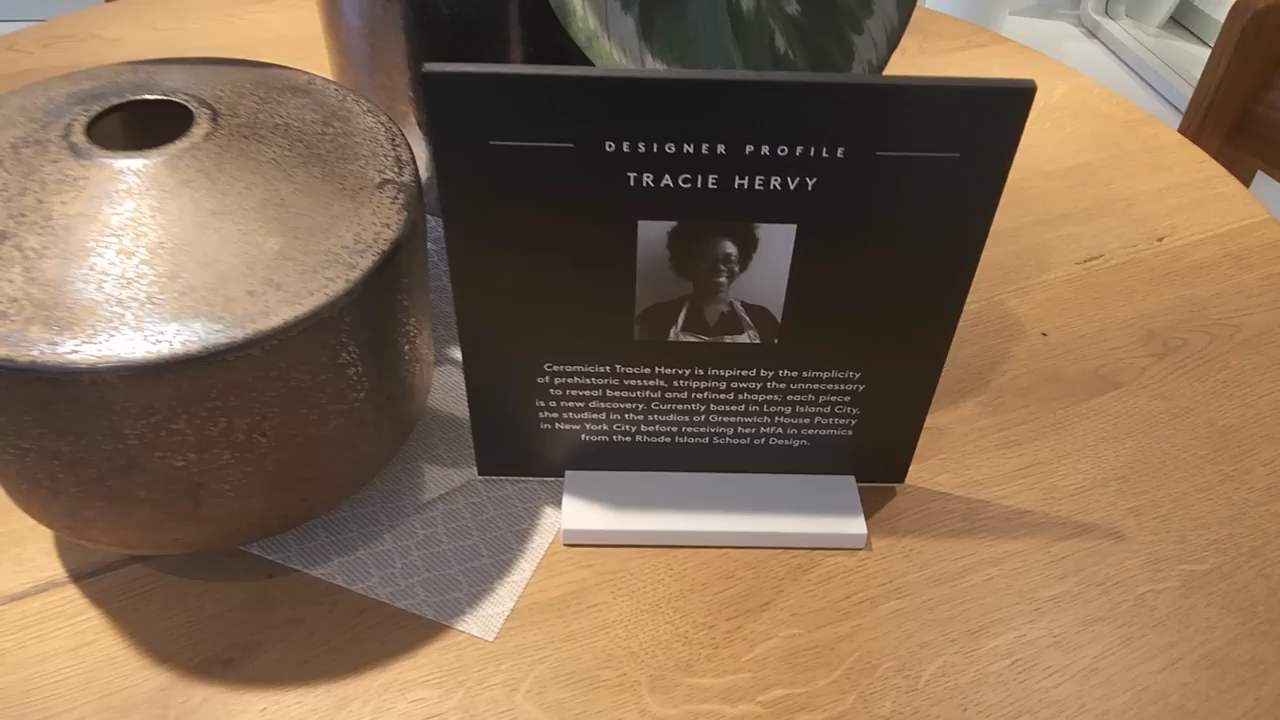 DESIGNER PROFILE
TRACIE HERVY
Ceramicist Tracie Hervy is inspired by the simplicity
of prehistoric vessels, stripping away the unnecessary
to reveal beautiful and refined shapes; each piece
is a new discovery. Currently based in Long Island City,
she studied in the studios of Greenwich House Pottery
in New York City before receiving her MFA in ceramics
from the Rhode Island School of Design.